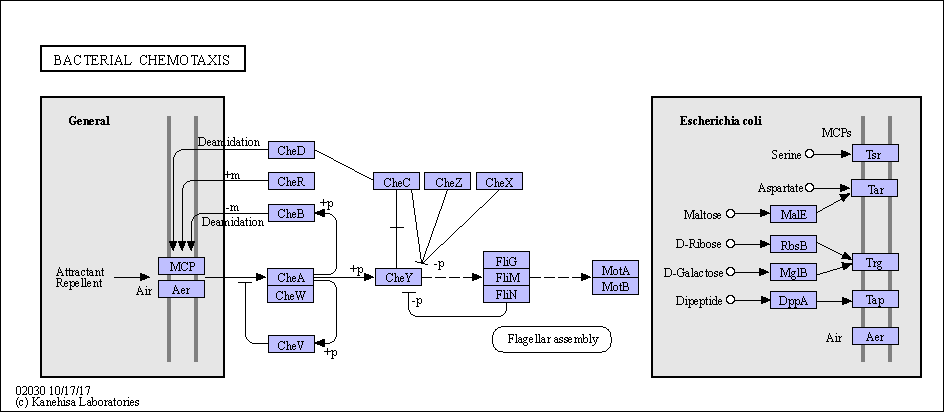 BACTERIAL CHEMOTAXIS
General
Escherichia coli
MCPs
Deamidation
CheD
Serine
Tsr
+m
CheR
CheC
CheZ
CheX
Aspartate
Tar
-m
CheB
+p
Deamidation
Maltose
MalE
D-Ribose
RbsB
MCP
+p
-p
FliG
Trg
Attractant
Repellent
CheA
CheY
FliM
MotA
D-Galactose
MglB
Air
Aer
CheW
FliN
MotB
-p
Dipeptide
DppA
Tap
CheV
+p
Flagellar assembly
Air
Aer
02030 10/17/17
(c) Kanehisa Laboratories